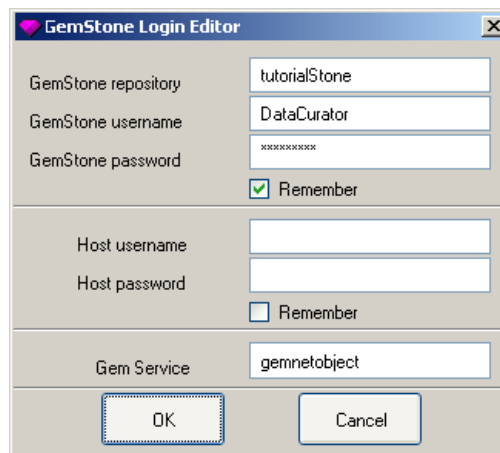 GemStone Login Editor
GemStone repository tutorialStone
GemStone username DataCurator
GemStone password *********
Remember
Host username
Host password
Remember
Gem Service gemnetobject
OK Cancel